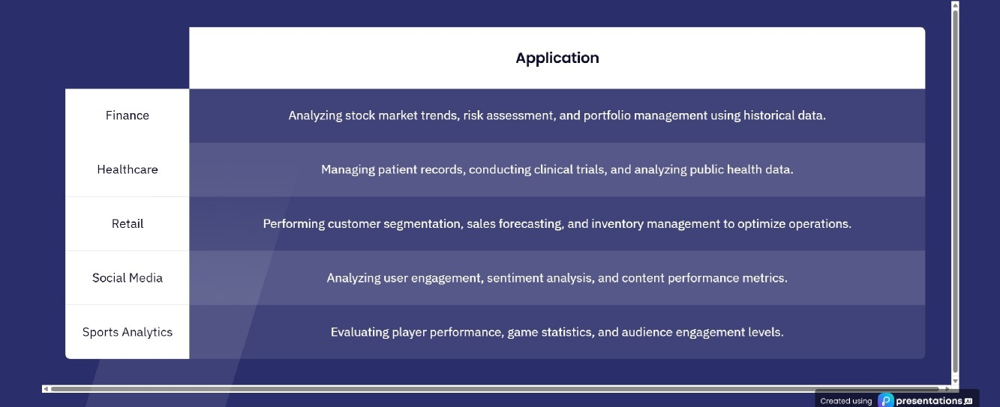 Application
Finance
Analyzing stock market trends, risk assessment, and portfolio management using historical data.
Healthcare
Managing patient records, conducting clinical trials, and analyzing public health data.
Retail
Performing customer segmentation, sales forecasting, and inventory management to optimize operations.
Social Media
Analyzing user engagement, sentiment analysis, and content performance metrics.
Sports Analytics
Evaluating player performance, game statistics, and audience engagement levels.
Created using presentations.AI